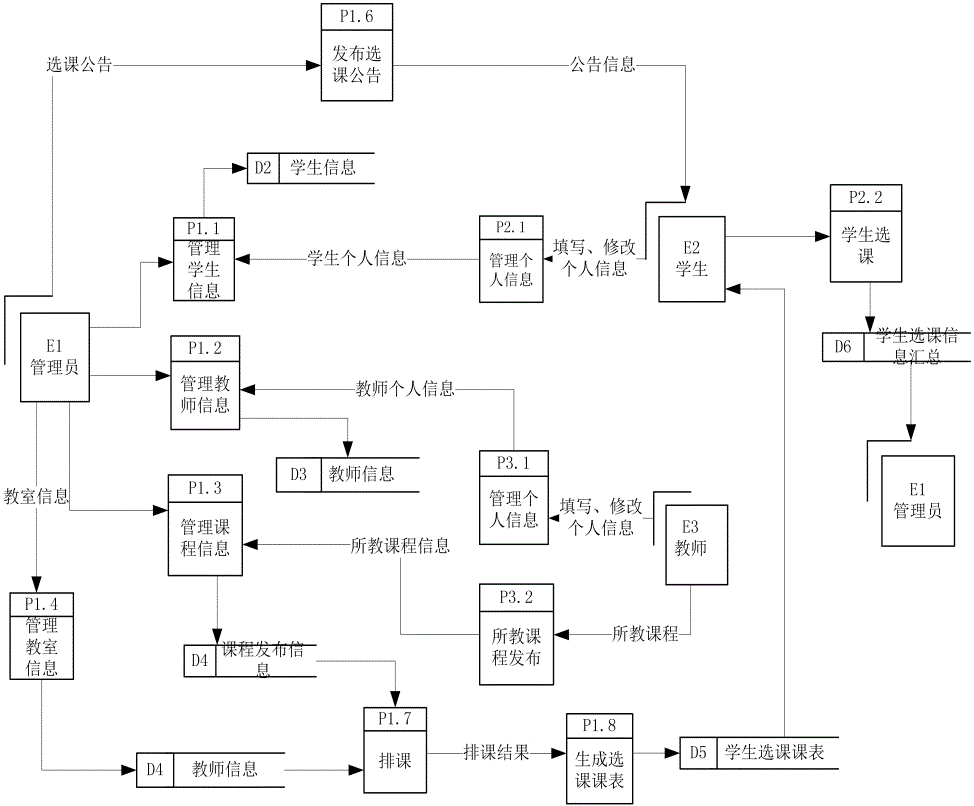 P1.6
发布选
课公告
选课公告
公告信息
D2
学生信息
P1.1
管理
学生
信息
学生个人信息
P2.1
管理个
人信息
填写、修改
个人信息
E2
学生
P2.2
学生选
课
E1
管理员
P1.2
管理教
师信息
教师个人信息
D6
学生选课信
息汇总
D3
教师信息
P3.1
管理个
人信息
填写、修改
个人信息
E3
教师
E1
管理员
教室信息
P1.3
管理课
程信息
所教课程信息
P3.2
所教课
程发布
所教课程
P1.4
管理
教室
信息
D4
课程发布信
息
P1.7
排课
排课结果
P1.8
生成选
课课表
D5
学生选课课表
D4
教师信息